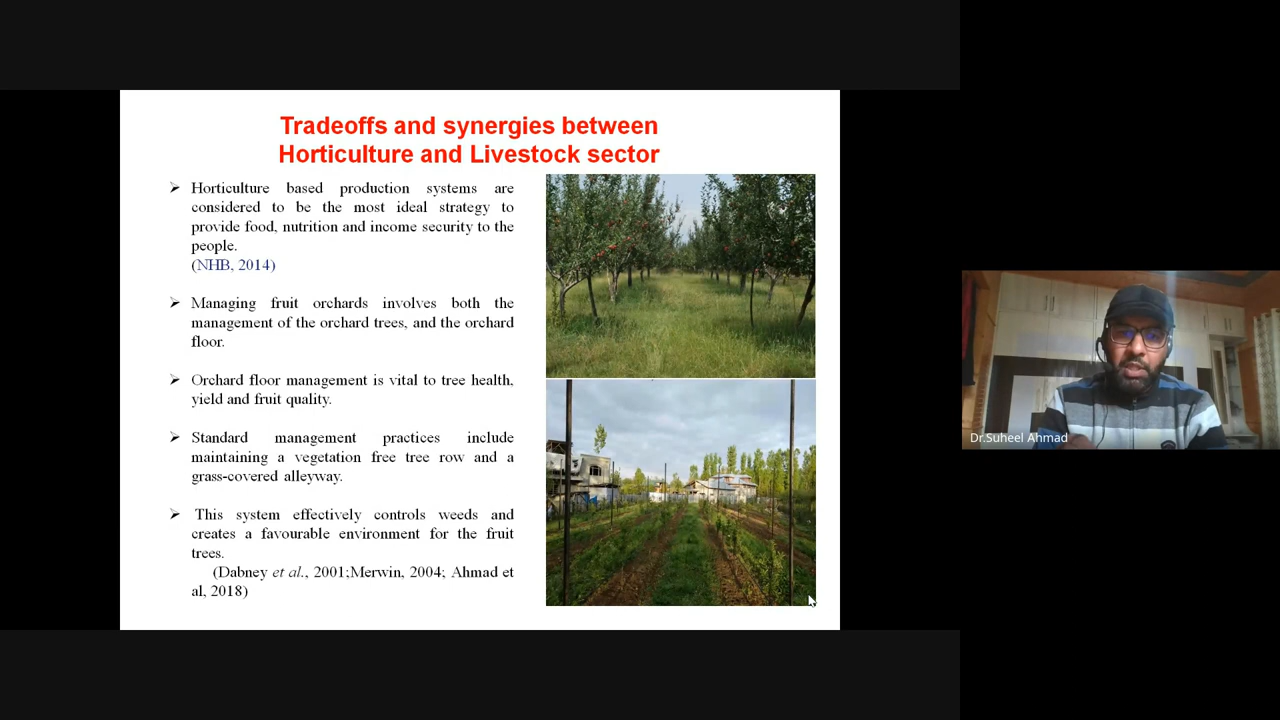 Tradeoffs and synergies between
Horticulture and Livestock sector
➢ Horticulture based production systems are
considered to be the most ideal strategy to
provide food, nutrition and income security to the
people.
(NHB, 2014)
➢ Managing fruit orchards involves both the
management of the orchard trees, and the orchard
floor.
➢ Orchard floor management is vital to tree health,
yield and fruit quality.
➢ Standard management practices include
maintaining a vegetation free tree row and a
grass-covered alleyway.
➢ This system effectively controls weeds and
creates a favourable environment for the fruit
trees.
(Dabney et al., 2001;Merwin, 2004; Ahmad et
al, 2018)
Dr.Suheel Ahmad